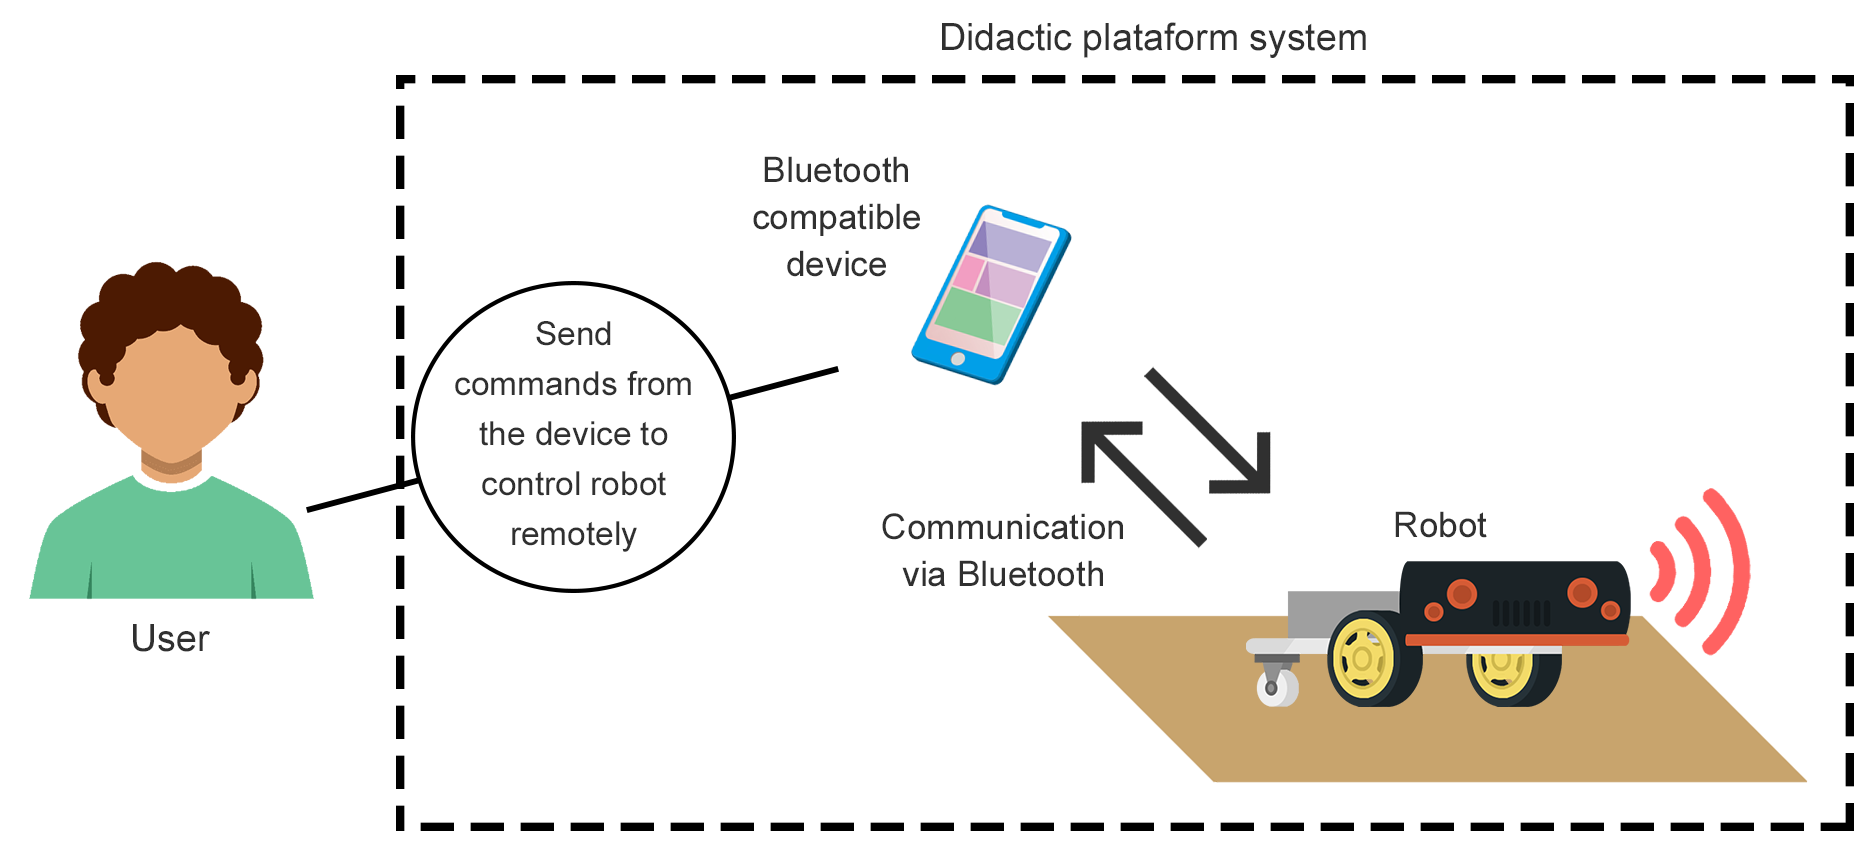 Didactic plataform system
Bluetooth
compatible
device
Send
commands from
the device to
control robot
remotely
Communication
via Bluetooth
Robot
User